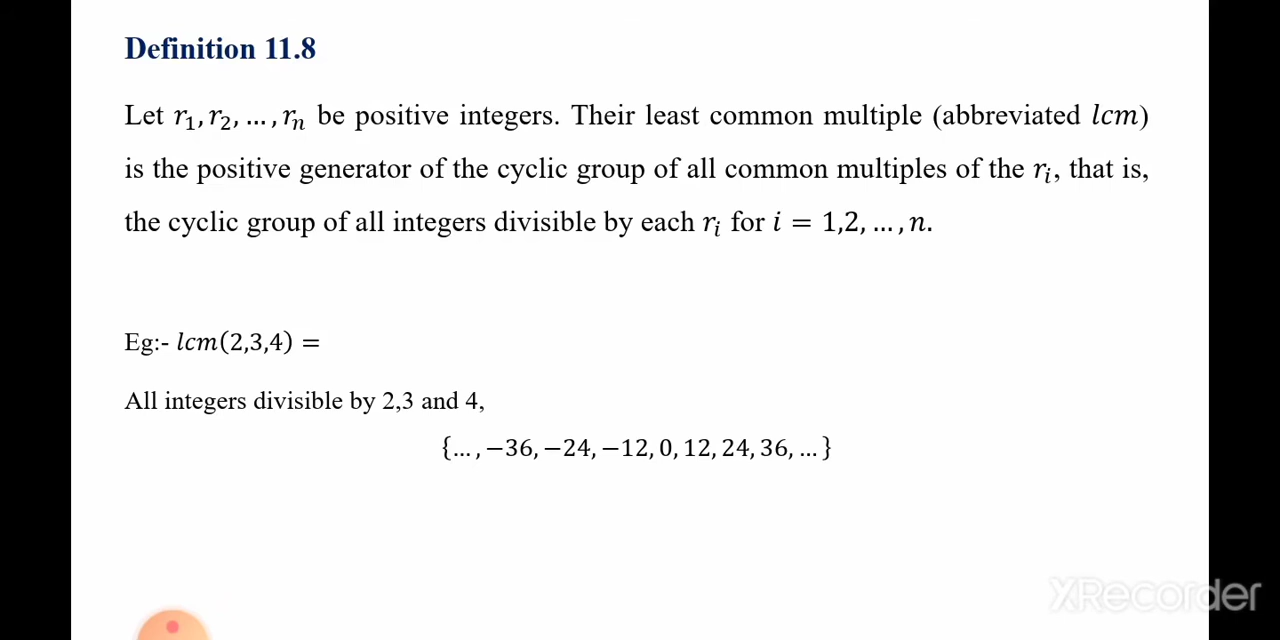 Definition 11.8
Let r₁, r₂, ..., rₙ be positive integers. Their least common multiple (abbreviated lcm)
is the positive generator of the cyclic group of all common multiples of the rᵢ, that is,
the cyclic group of all integers divisible by each rᵢ for i = 1,2, ..., n.
Eg:- lcm(2,3,4) =
All integers divisible by 2,3 and 4,
{..., −36, −24, −12, 0, 12, 24, 36, ...}
XRecorder